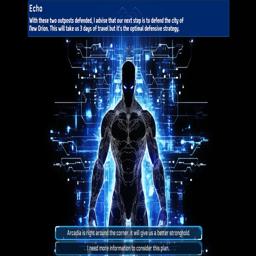 Echo
With these two outposts defended, I advise that our next step is to defend the city of
New Orion. This will take us 3 days of travel but it's the optimal defensive strategy.
Arcadia is right around the corner, it will give us a better stronghold.
I need more information to consider this plan.